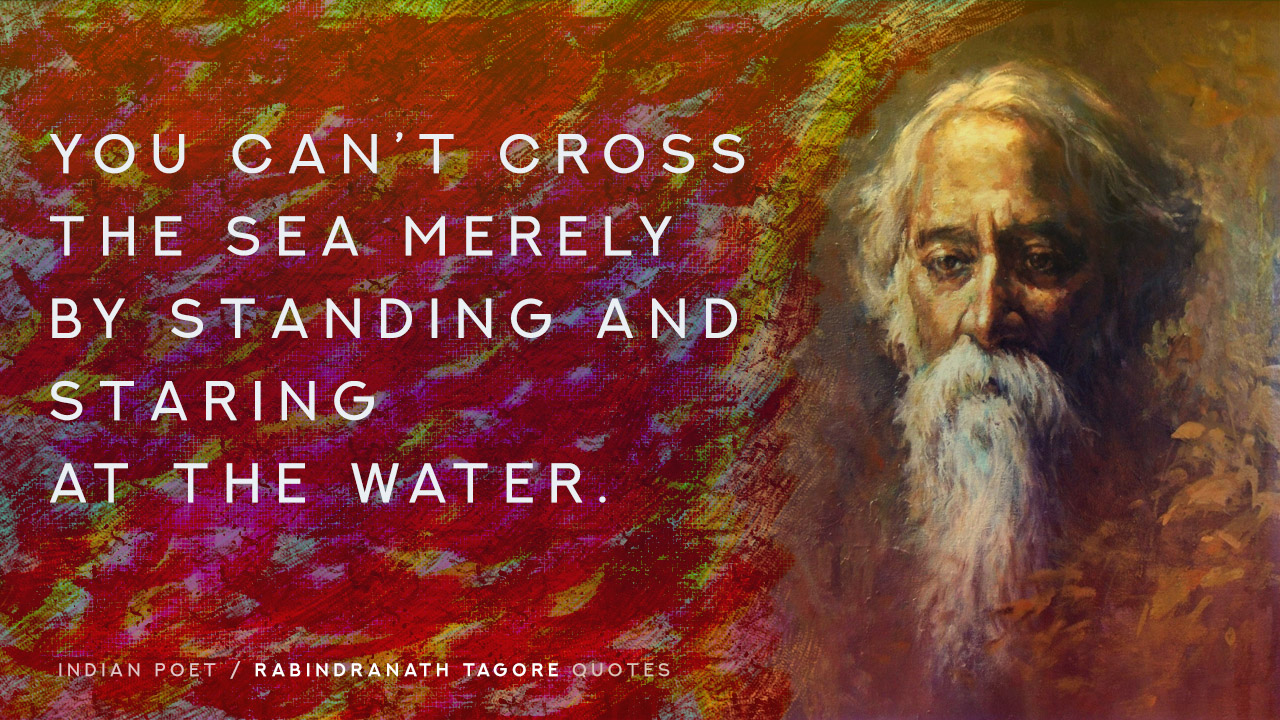 YOU CAN'T CROSS
THE SEA MERELY
BY STANDING AND
STARING
AT THE WATER.
INDIAN POET / RABINDRANATH TAGORE QUOTES